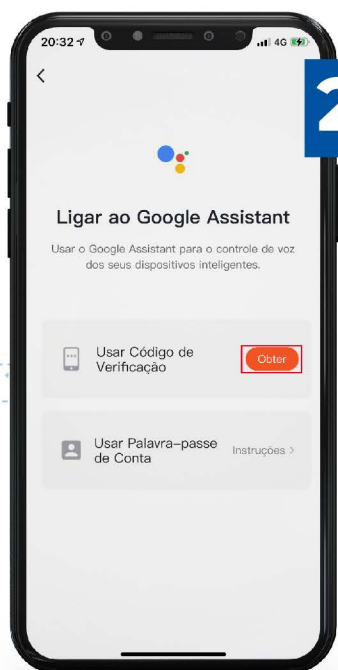 20:32
4G
2
Ligar ao Google Assistant
Usar o Google Assistant para o controle de voz
dos seus dispositivos inteligentes.
Usar Código de
Verificação
Obter
Usar Palavra-passe
de Conta
Instruções >